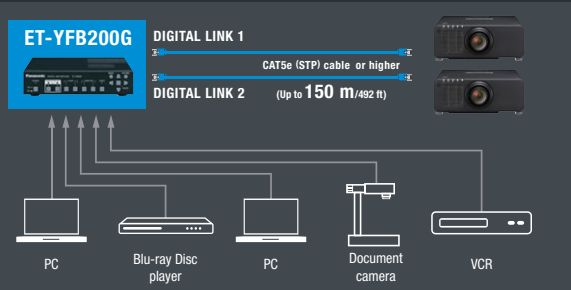 ET-YFB200G
DIGITAL LINK 1
CAT5e (STP) cable or higher
DIGITAL LINK 2
(Up to 150 m/492 ft)
Panasonic
PC
Blu-ray Disc
player
PC
Document
camera
VCR